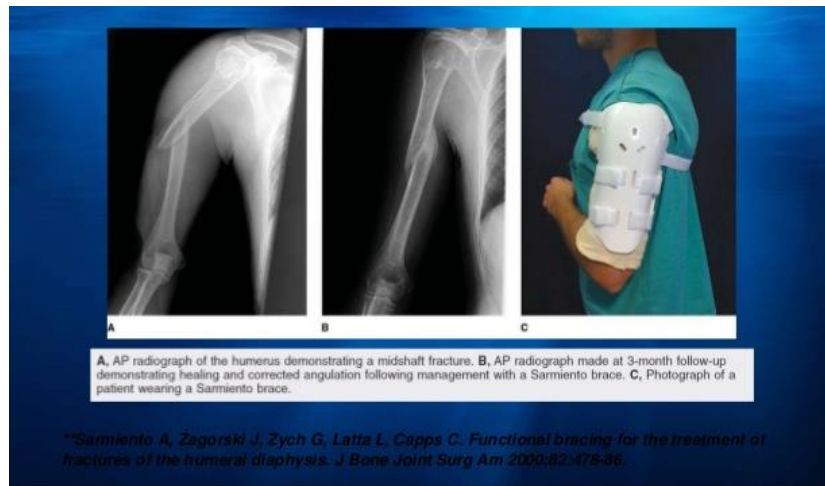 A
B
C
A, AP radiograph of the humerus demonstrating a midshaft fracture. B, AP radiograph made at 3-month follow-up
demonstrating healing and corrected angulation following management with a Sarmiento brace. C, Photograph of a
patient wearing a Sarmiento brace.
**Sarmiento A, Zagorski J, Zych G, Latta L, Capps C. Functional bracing for the treatment of
fractures of the humeral diaphysis. J Bone Joint Surg Am 2000;82:478-86.